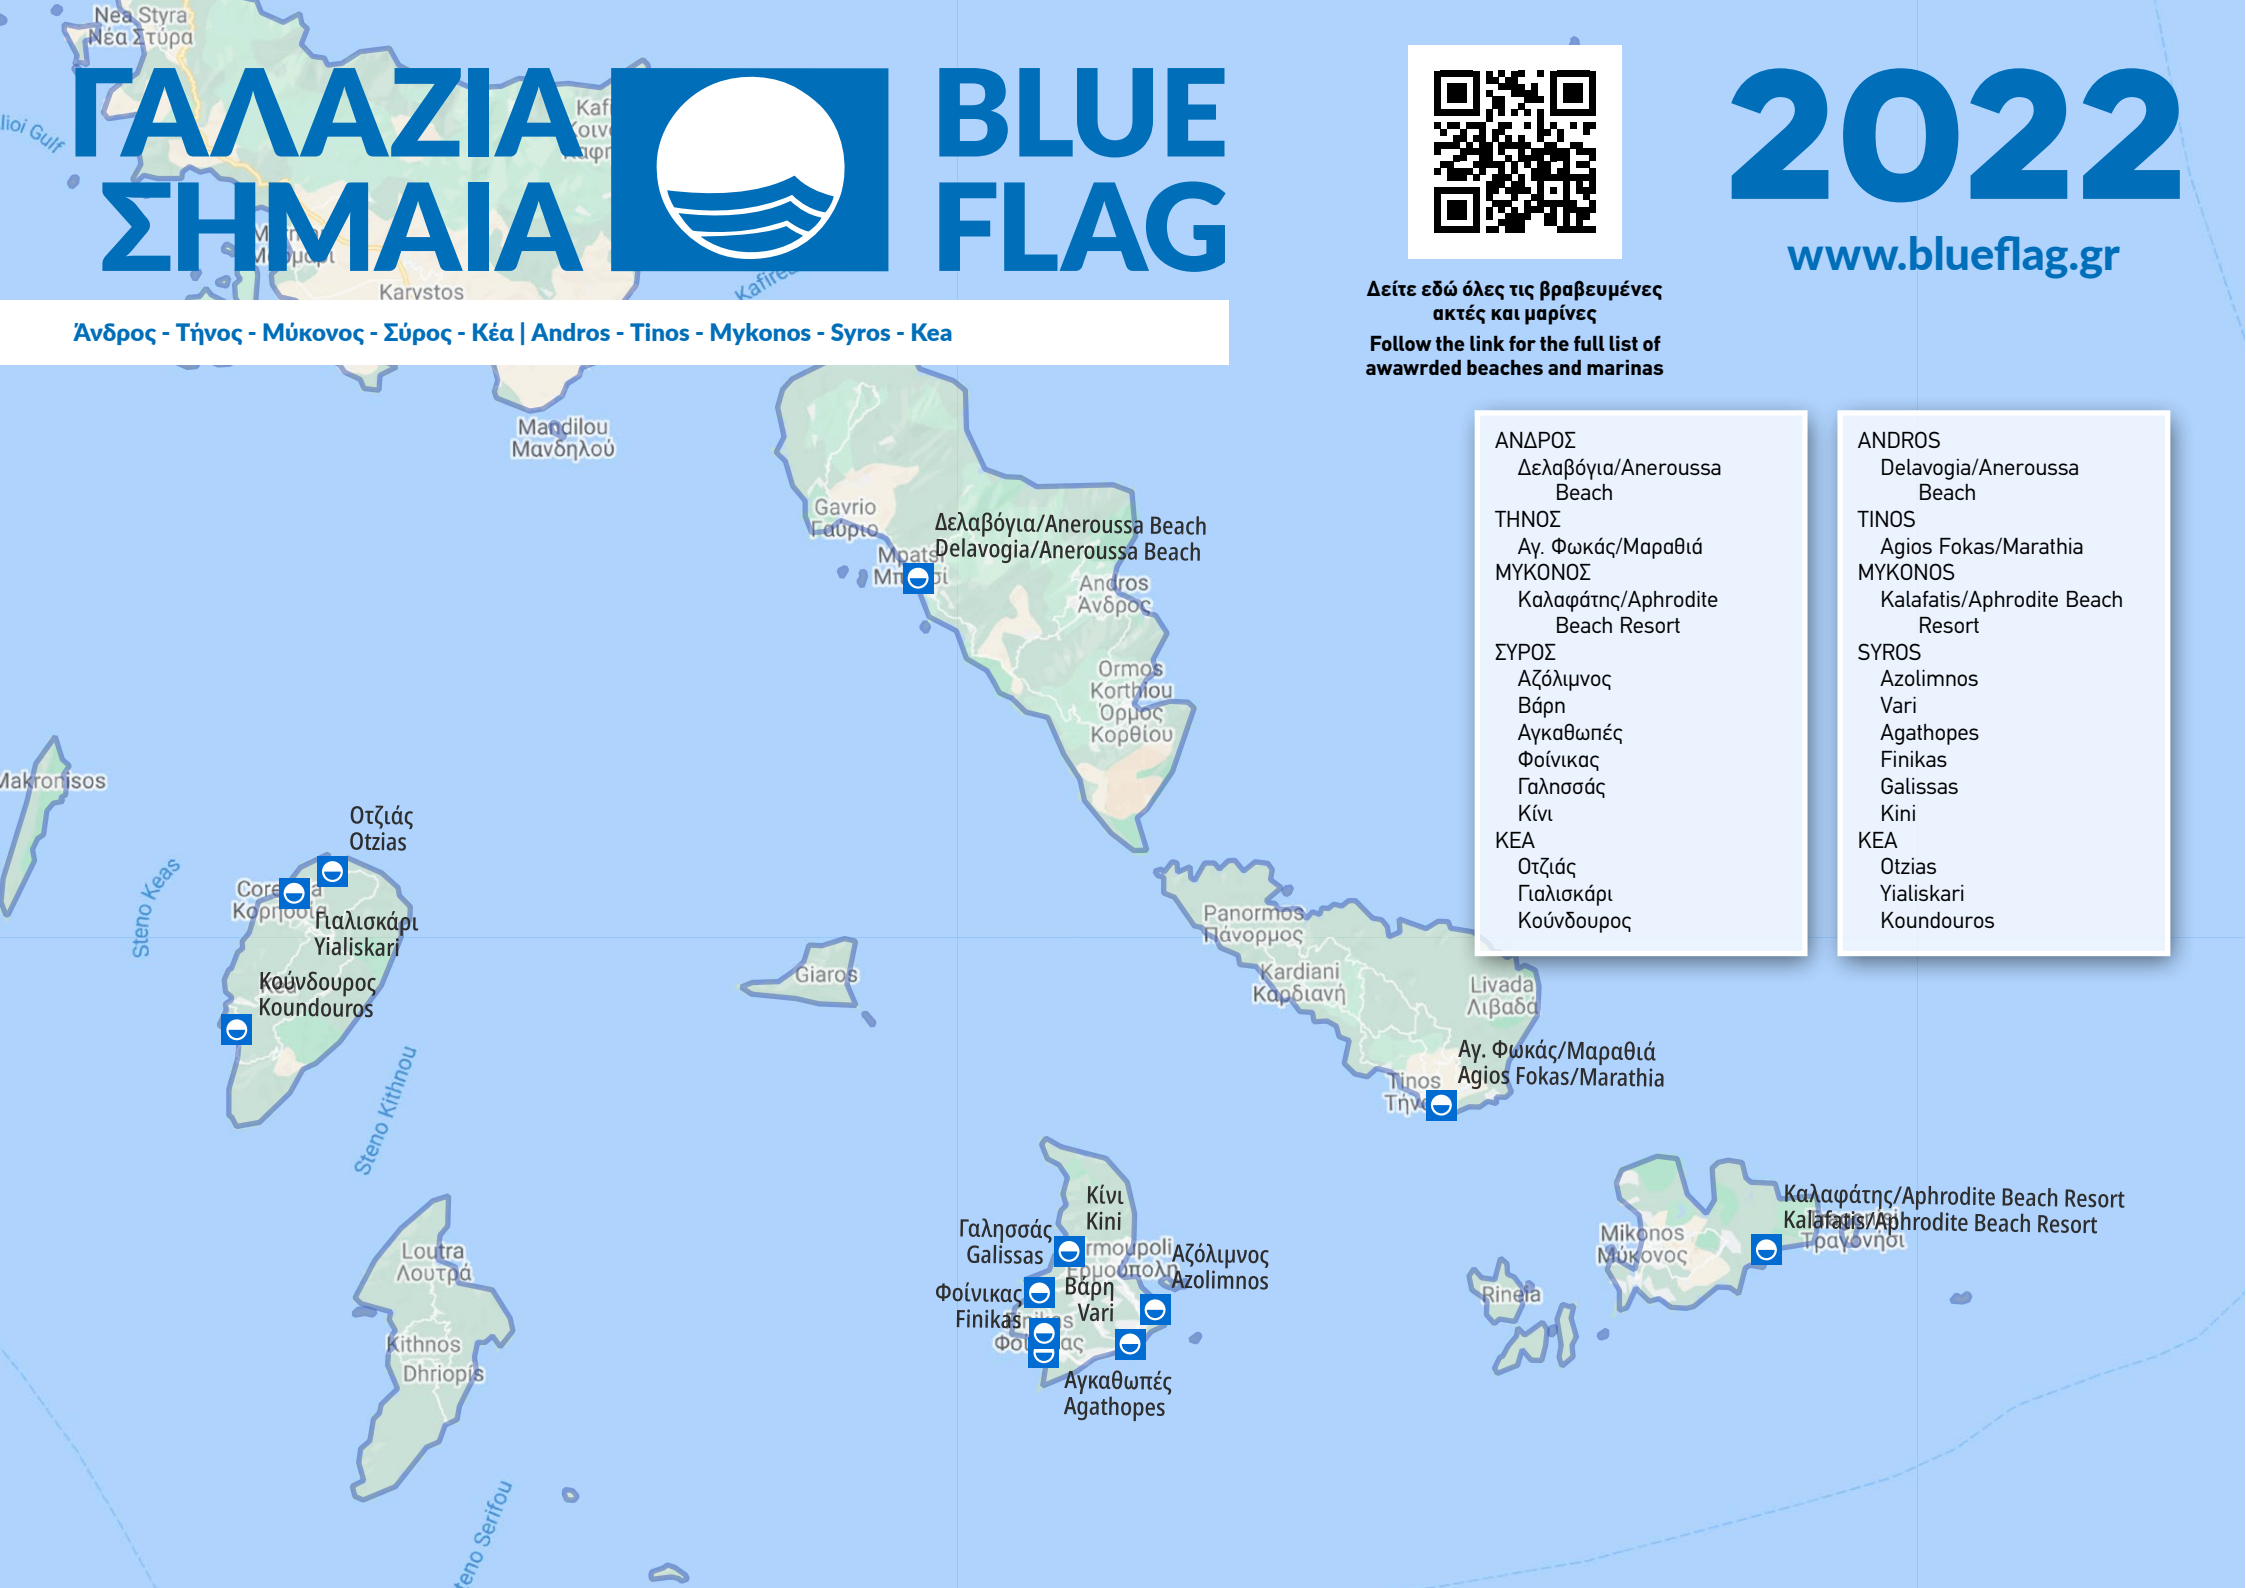 ΓΑΛΑΖΙΑ
ΣΗΜΑΙΑ
BLUE
FLAG
2022
www.blueflag.gr
Δείτε εδώ όλες τις βραβευμένες
ακτές και μαρίνες
Follow the link for the full list of
awawrded beaches and marinas
Άνδρος - Τήνος - Μύκονος - Σύρος - Κέα | Andros - Tinos - Mykonos - Syros - Kea
ΑΝΔΡΟΣ
Δελαβόγια/Aneroussa
Beach
ΤΗΝΟΣ
Αγ. Φωκάς/Μαραθιά
ΜΥΚΟΝΟΣ
Καλαφάτης/Aphrodite
Beach Resort
ΣΥΡΟΣ
Αζόλιμνος
Βάρη
Αγκαθωπές
Φοίνικας
Γαλησσάς
Κίνι
ΚΕΑ
Οτζιάς
Γιαλισκάρι
Κούνδουρος
ANDROS
Delavogia/Aneroussa
Beach
TINOS
Agios Fokas/Marathia
MYKONOS
Kalafatis/Aphrodite Beach
Resort
SYROS
Azolimnos
Vari
Agathopes
Finikas
Galissas
Kini
KEA
Otzias
Yialiskari
Koundouros
Nea Styra
Νέα Στύρα
Gulf
Karystos
Mandilou
Μανδηλού
Gavrio
Γαύριο
Δελαβόγια/Aneroussa Beach
Delavogia/Aneroussa Beach
Mpatsi
Andros
Άνδρος
Ormos
Korthiou
Όρμος
Κορθίου
Makronisos
Steno Keas
Οτζιάς
Otzias
Γιαλισκάρι
Yialiskari
Κούνδουρος
Koundouros
Steno Kithnou
Giaros
Panormos
Πάνορμος
Kardiani
Καρδιανή
Livada
Λιβαδά
Αγ. Φωκάς/Μαραθιά
Agios Fokas/Marathia
Tinos
Loutra
Λουτρά
Kithnos
Dhriopis
Serifou
Κίνι
Kini
Γαλησσάς
Galissas
Αζόλιμνος
Azolimnos
Βάρη
Vari
Φοίνικας
Finikas
Αγκαθωπές
Agathopes
Καλαφάτης/Aphrodite Beach Resort
Kalafatis/Aphrodite Beach Resort
Τραγονήσι
Mikonos
Μύκονος
Rineia